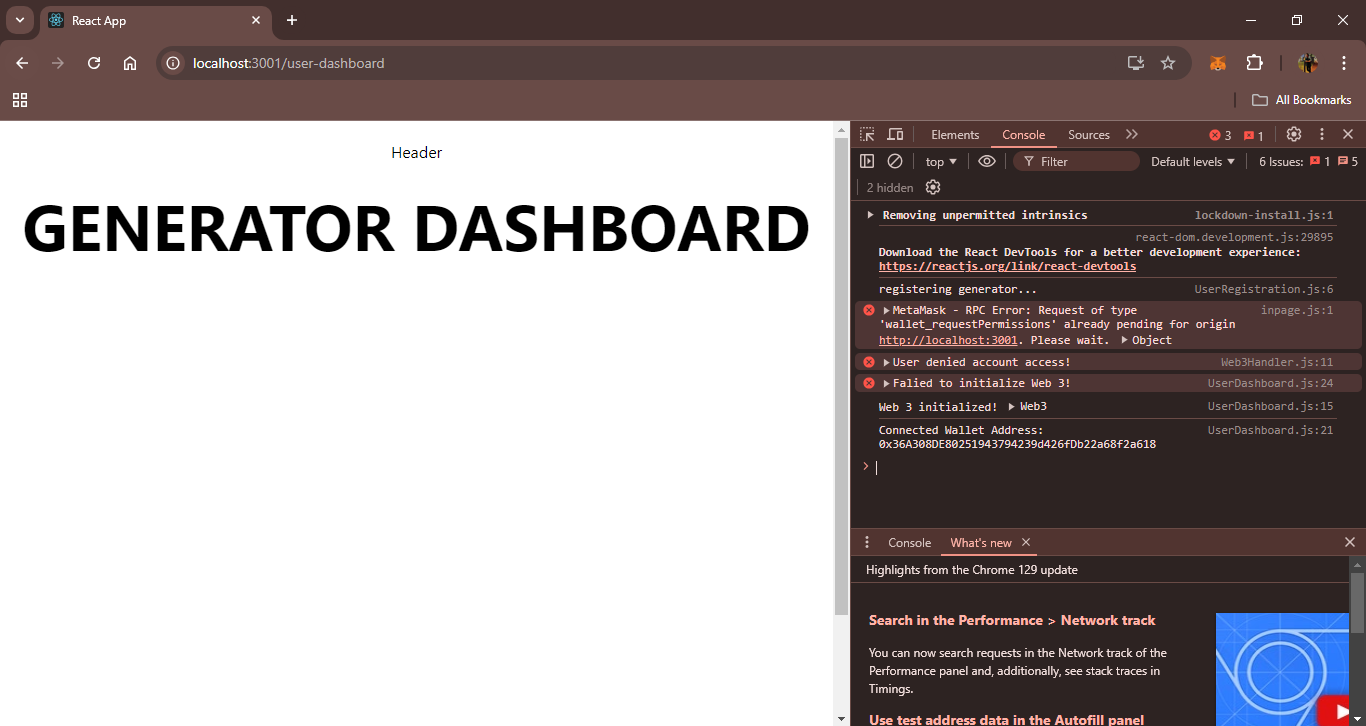 React App
localhost:3001/user-dashboard
All Bookmarks
Header
GENERATOR DASHBOARD
Elements Console Sources 3 1
top Filter Default levels 6 Issues: 1 5
2 hidden
Removing unpermitted intrinsics lockdown-install.js:1
react-dom.development.js:29895
Download the React DevTools for a better development experience:
https://reactjs.org/link/react-devtools
registering generator... UserRegistration.js:6
MetaMask - RPC Error: Request of type inpage.js:1
'wallet_requestPermissions' already pending for origin
http://localhost:3001. Please wait. Object
User denied account access! Web3Handler.js:11
Falied to initialize Web 3! UserDashboard.js:24
Web 3 initialized! Web3 UserDashboard.js:15
Connected Wallet Address: UserDashboard.js:21
0x36A308DE80251943794239d426fDb22a68f2a618
Console What's new
Highlights from the Chrome 129 update
Search in the Performance > Network track
You can now search requests in the Network track of the
Performance panel and, additionally, see stack traces in
Timings.
Use test address data in the Autofill panel